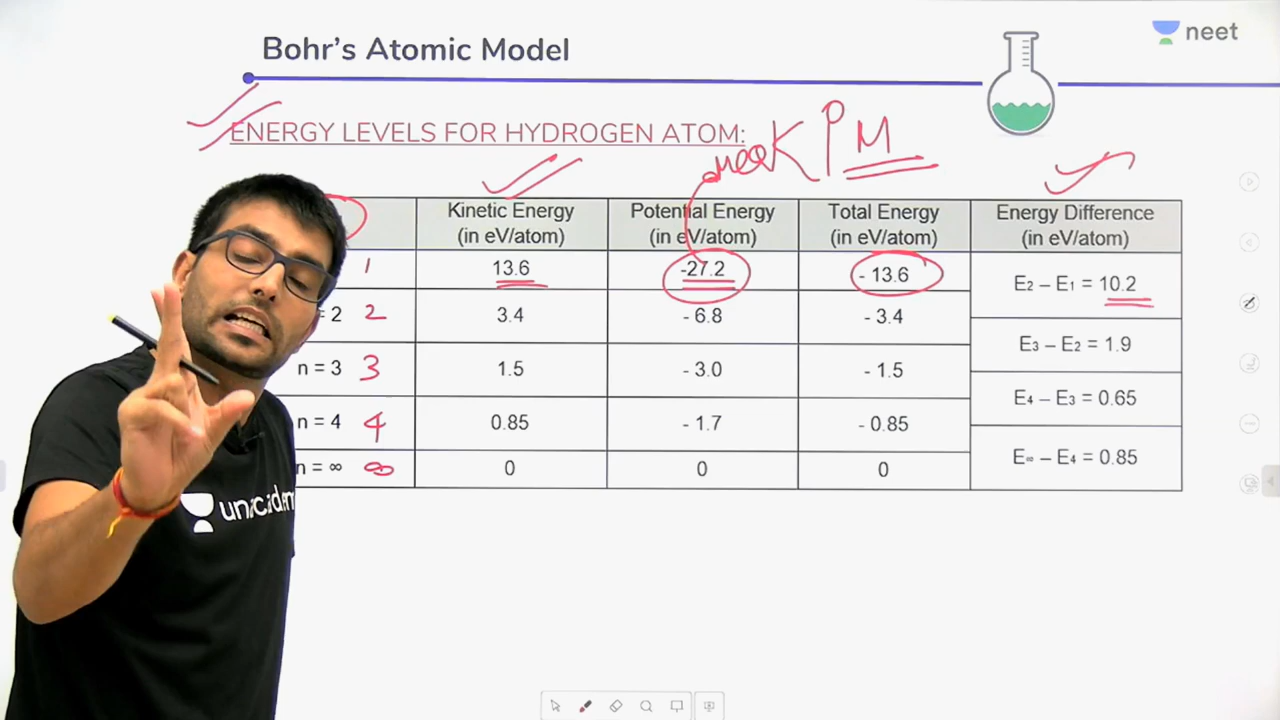 Bohr's Atomic Model
neet
ENERGY LEVELS FOR HYDROGEN ATOM:
K P M
Kinetic Energy (in eV/atom) Potential Energy (in eV/atom) Total Energy (in eV/atom) Energy Difference (in eV/atom)
1 13.6 -27.2 - 13.6 E₂ – E₁ = 10.2
= 2 2 3.4 - 6.8 - 3.4 E₃ – E₂ = 1.9
n = 3 3 1.5 - 3.0 - 1.5 E₄ – E₃ = 0.65
n = 4 4 0.85 - 1.7 - 0.85 E∞ – E₄ = 0.85
n = ∞ ∞ 0 0 0
unacadem